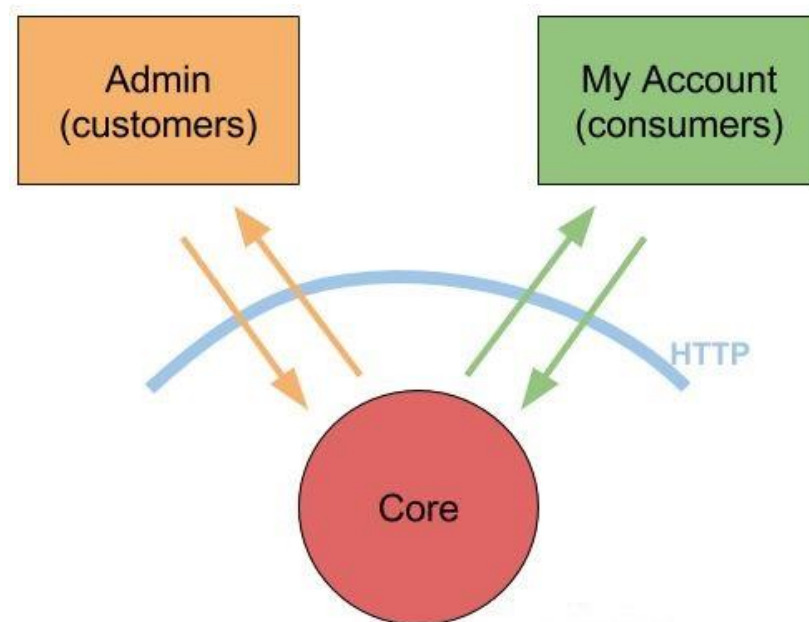 Admin
(customers)
My Account
(consumers)
HTTP
Core